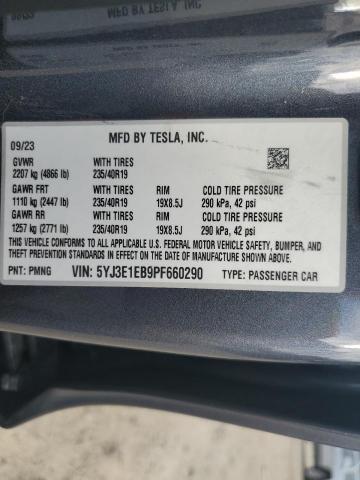 09/23 MFD BY TESLA, INC.
GVWR WITH TIRES
2207 kg (4866 lb) 235/40R19
GAWR FRT WITH TIRES RIM COLD TIRE PRESSURE
1110 kg (2447 lb) 235/40R19 19X8.5J 290 kPa, 42 psi
GAWR RR WITH TIRES RIM COLD TIRE PRESSURE
1257 kg (2771 lb) 235/40R19 19X8.5J 290 kPa, 42 psi
THIS VEHICLE CONFORMS TO ALL APPLICABLE U.S. FEDERAL MOTOR VEHICLE SAFETY, BUMPER, AND
THEFT PREVENTION STANDARDS IN EFFECT ON THE DATE OF MANUFACTURE SHOWN ABOVE.
PNT: PMNG VIN: 5YJ3E1EB9PF660290 TYPE: PASSENGER CAR